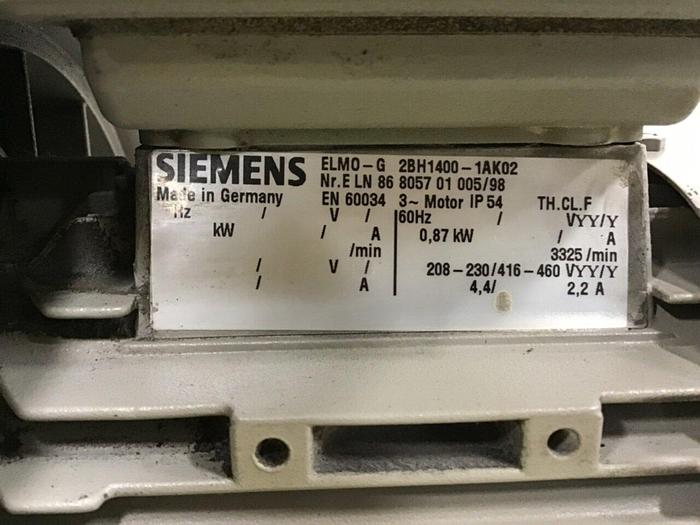 SIEMENS ELMO-G 2BH1400-1AK02
Nr.E LN 86 8057 01 005/98
Made in Germany EN 60034 3~ Motor IP 54 TH.CL.F
Hz / V / 60Hz / VYY/Y
kW / A 0,87 kW / A
/min 3325 /min
/ V / 208-230/416-460 VYY/Y
/ A 4,4/ 2,2 A